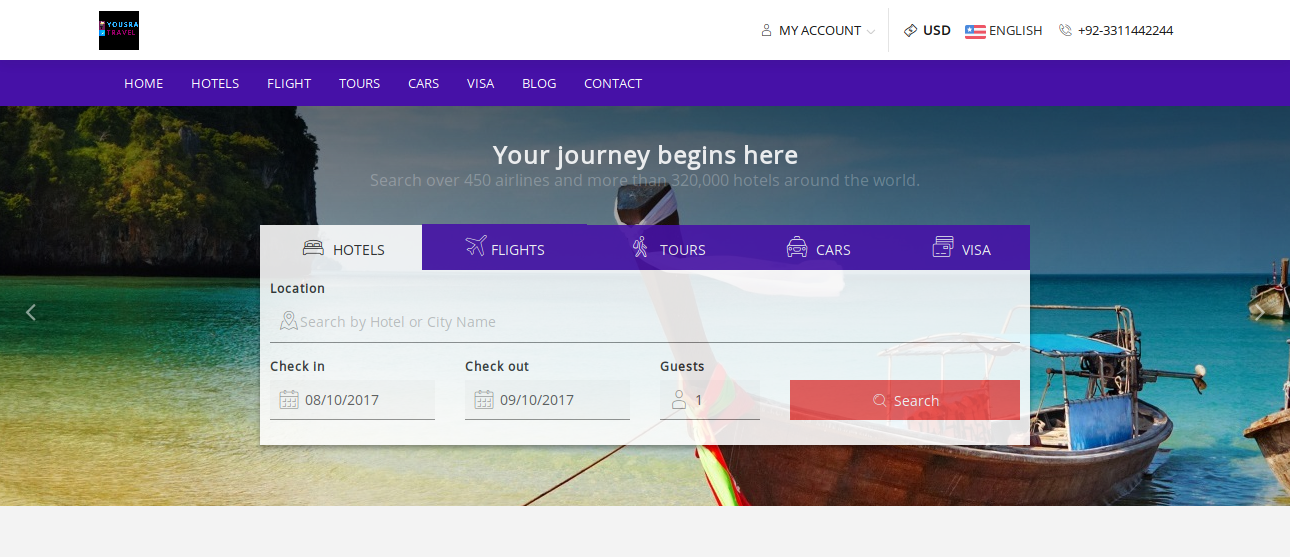 YOUSRA
TRAVEL
MY ACCOUNT
USD
ENGLISH
+92-3311442244
HOME HOTELS FLIGHT TOURS CARS VISA BLOG CONTACT
Your journey begins here
Search over 450 airlines and more than 320,000 hotels around the world.
HOTELS FLIGHTS TOURS CARS VISA
Location
Search by Hotel or City Name
Check in Check out Guests
08/10/2017 09/10/2017 1 Search